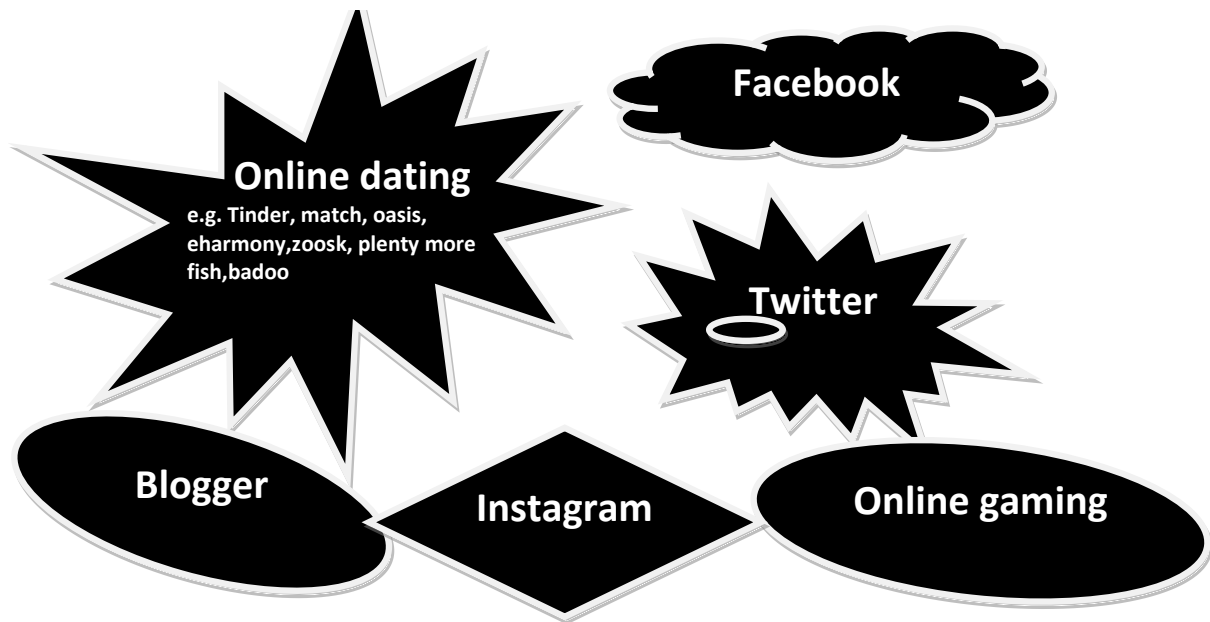 Facebook
Online dating
e.g. Tinder, match, oasis,
eharmony,zoosk, plenty more
fish,badoo
Twitter
Blogger
Instagram
Online gaming